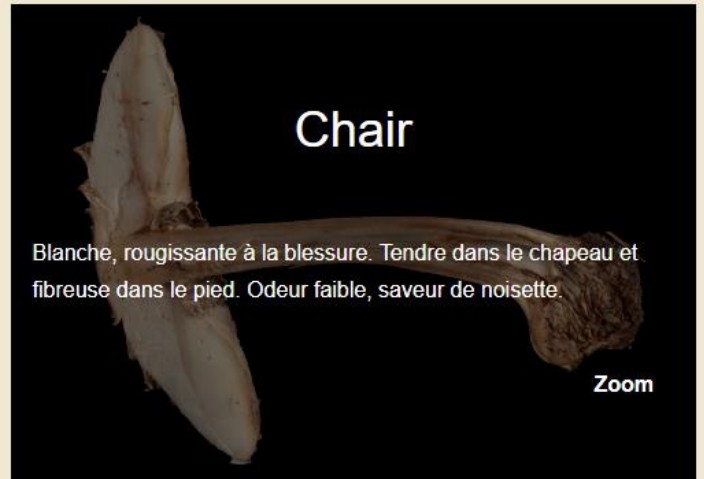 Chair
Blanche, rougissante à la blessure. Tendre dans le chapeau et
fibreuse dans le pied. Odeur faible, saveur de noisette.
Zoom